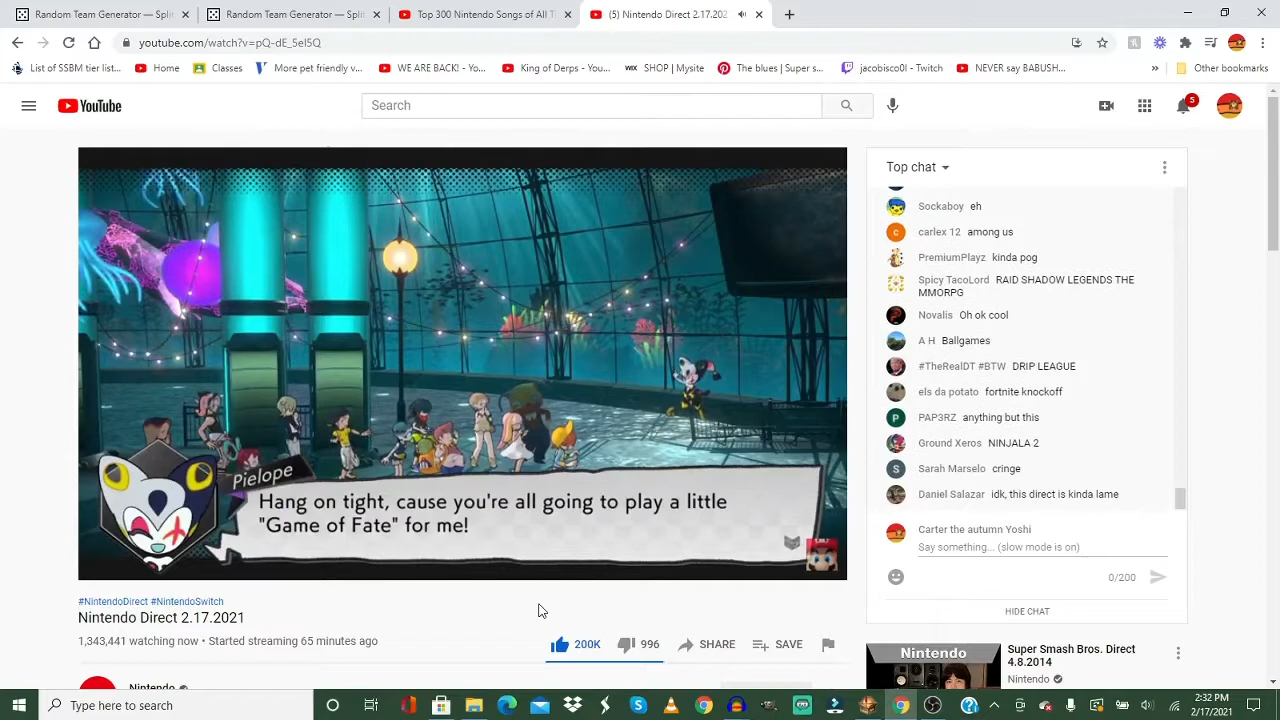 Random Team Generator — Split
Random Team Generator — Split
Top 300 Nintendo Songs of All T
(5) Nintendo Direct 2.17.202
youtube.com/watch?v=pQ-dE_5eI5Q
List of SSBM tier list...
Home
Classes
More pet funnily v...
WE ARE BACK! - Yo...
King of Derps - You...
WIX SHOP | Mysite
The blues | Super s...
jacobisco0l - Twitch
NEVER say BABUSH...
»
Other bookmarks
YouTube
Search
5
Top chat
Sockaboy eh
carlex 12 among us
PremiumPlayz kinda pog
Spicy TacoLord RAID SHADOW LEGENDS THE
MMORPG
Novalis Oh ok cool
A H Ballgames
#TheRealDT #BTW DRIP LEAGUE
els da potato fortnite knockoff
PAP3RZ anything but this
Ground Xeros NINJALA 2
Sarah Marselo cringe
Daniel Salazar idk, this direct is kinda lame
Carter the autumn Yoshi
Say something... (slow mode is on)
0/200
HIDE CHAT
Pielope
Hang on tight, cause you're all going to play a little
"Game of Fate" for me!
#NintendoDirect #NintendoSwitch
Nintendo Direct 2.17.2021
1,343,441 watching now • Started streaming 65 minutes ago
200K
996
SHARE
SAVE
Nintendo
Nintendo
Super Smash Bros. Direct
4.8.2014
Nintendo
Type here to search
2:32 PM
2/17/2021